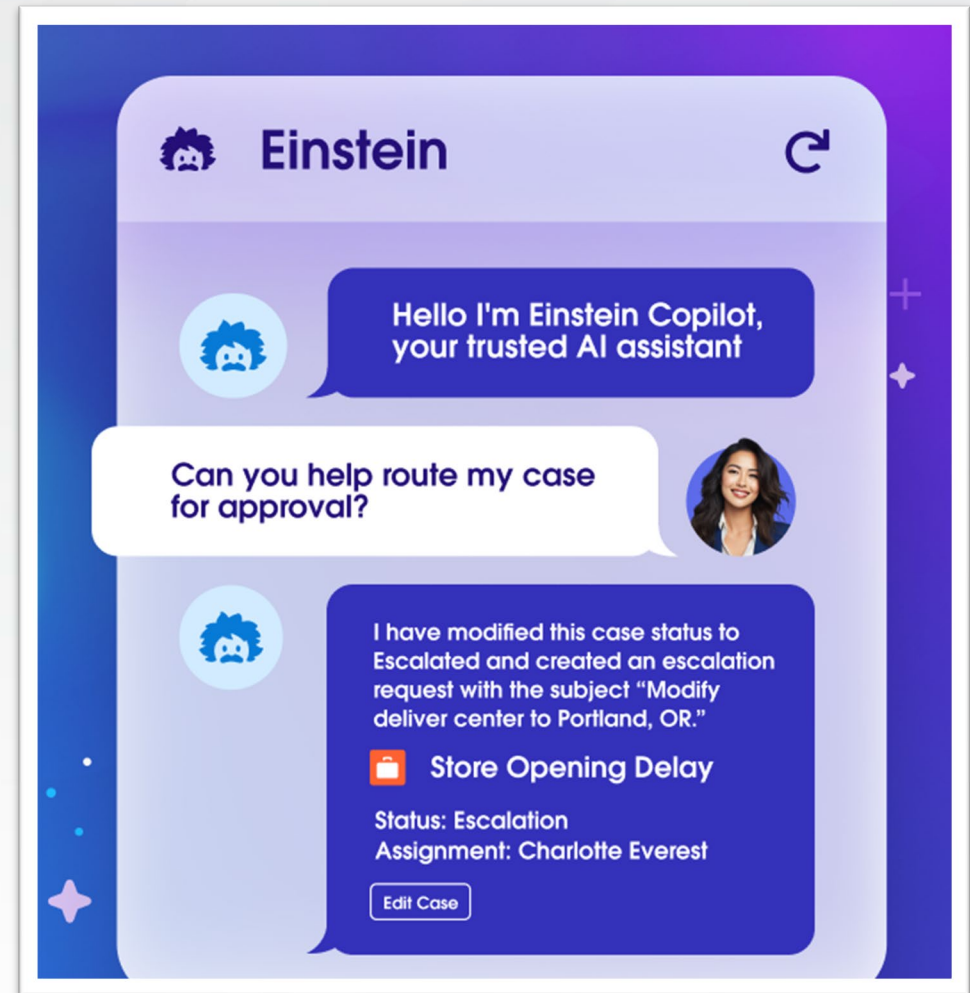 Einstein
Hello I'm Einstein Copilot,
your trusted AI assistant
Can you help route my case
for approval?
I have modified this case status to
Escalated and created an escalation
request with the subject “Modify
deliver center to Portland, OR.”
Store Opening Delay
Status: Escalation
Assignment: Charlotte Everest
Edit Case